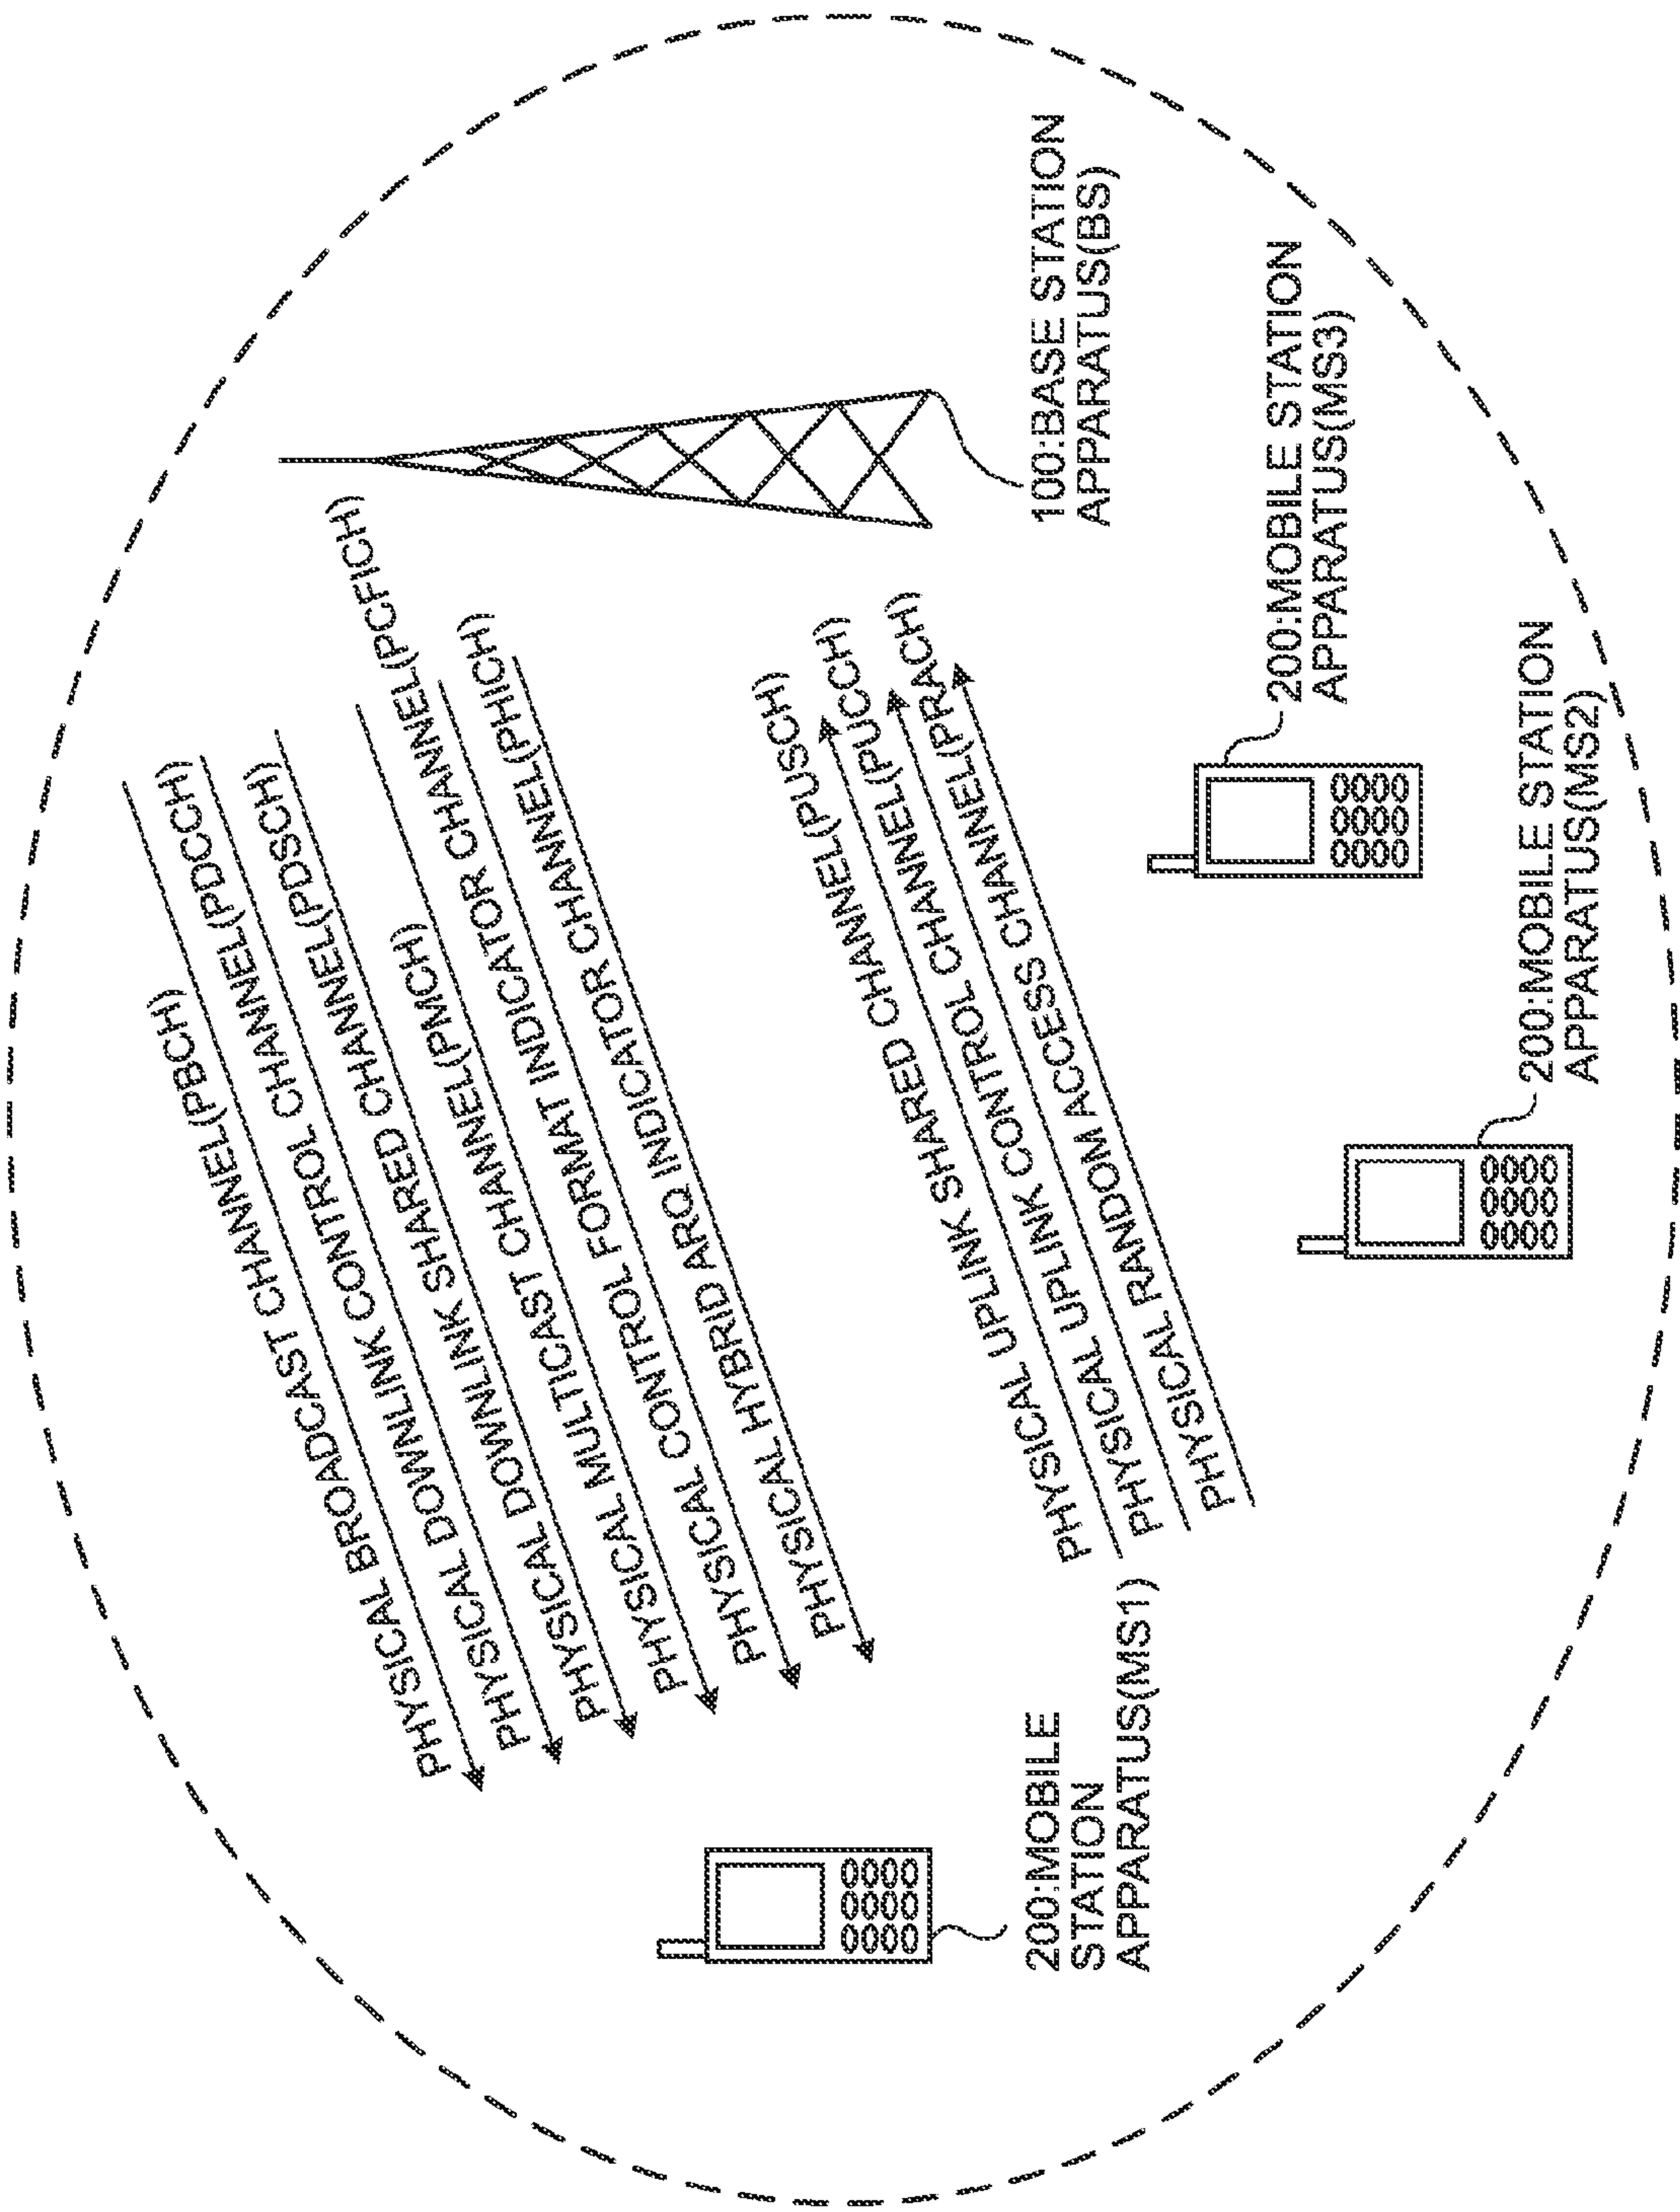 PHYSICAL BROADCAST CHANNEL(PBCH)
PHYSICAL DOWNLINK CONTROL CHANNEL(PDCCH)
PHYSICAL DOWNLINK SHARED CHANNEL(PDSCH)
PHYSICAL MULTICAST CHANNEL(PMCH)
PHYSICAL CONTROL FORMAT INDICATOR CHANNEL(PCFICH)
PHYSICAL HYBRID ARQ INDICATOR CHANNEL(PHICH)
PHYSICAL UPLINK SHARED CHANNEL(PUSCH)
PHYSICAL UPLINK CONTROL CHANNEL(PUCCH)
PHYSICAL RANDOM ACCESS CHANNEL(PRACH)
200:MOBILE
STATION
APPARATUS(MS1)
100:BASE STATION
APPARATUS(BS)
200:MOBILE STATION
APPARATUS(MS3)
200:MOBILE STATION
APPARATUS(MS2)